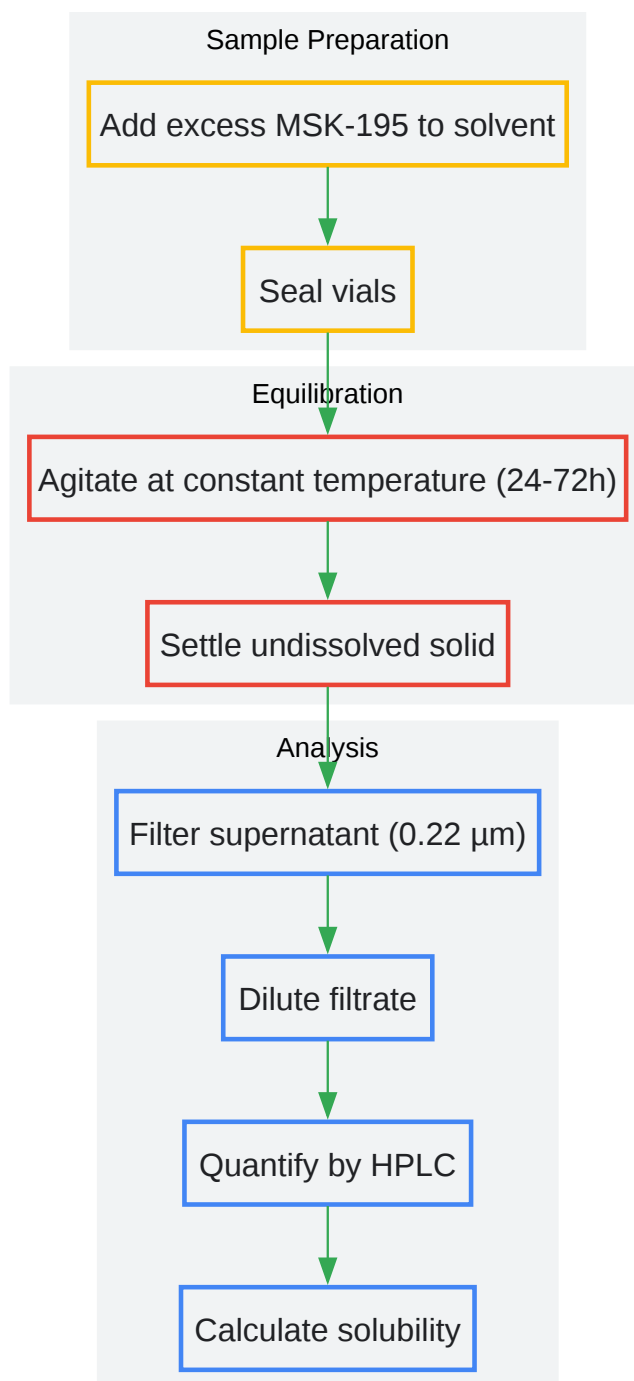 Sample Preparation
Add excess MSK-195 to solvent
Seal vials
Equilibration
Agitate at constant temperature (24-72h)
Settle undissolved solid
Analysis
Filter supernatant (0.22 µm)
Dilute filtrate
Quantify by HPLC
Calculate solubility